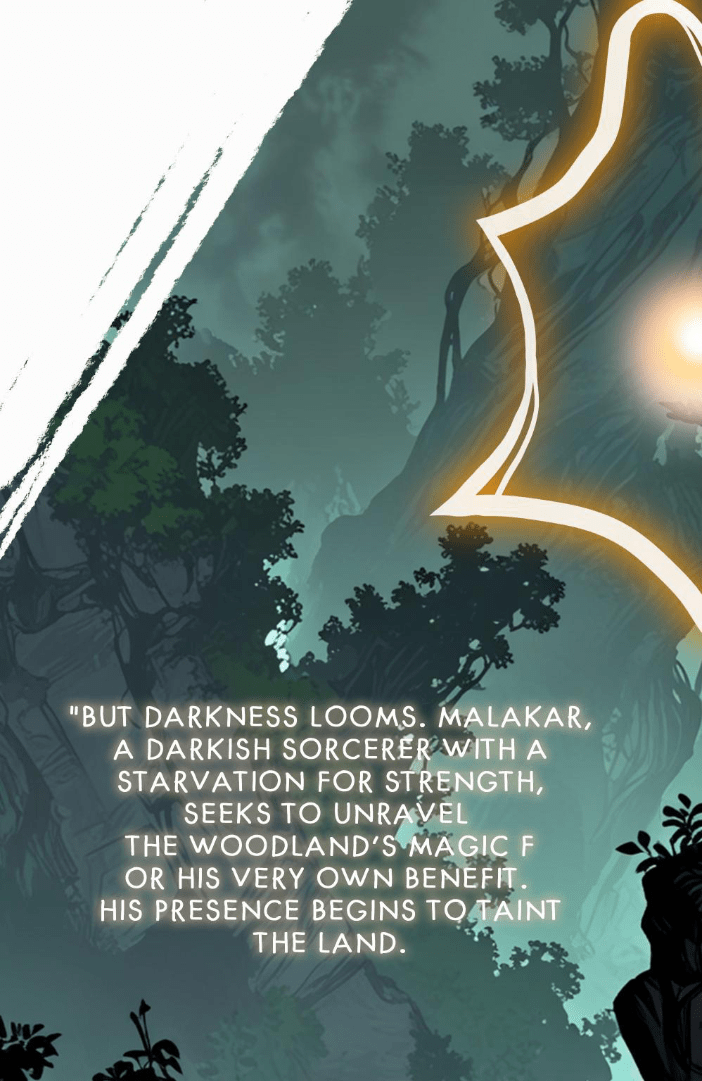 "BUT DARKNESS LOOMS. MALAKAR,
A DARKISH SORCERER WITH A
STARVATION FOR STRENGTH,
SEEKS TO UNRAVEL
THE WOODLAND'S MAGIC F
OR HIS VERY OWN BENEFIT.
HIS PRESENCE BEGINS TO TAINT
THE LAND.